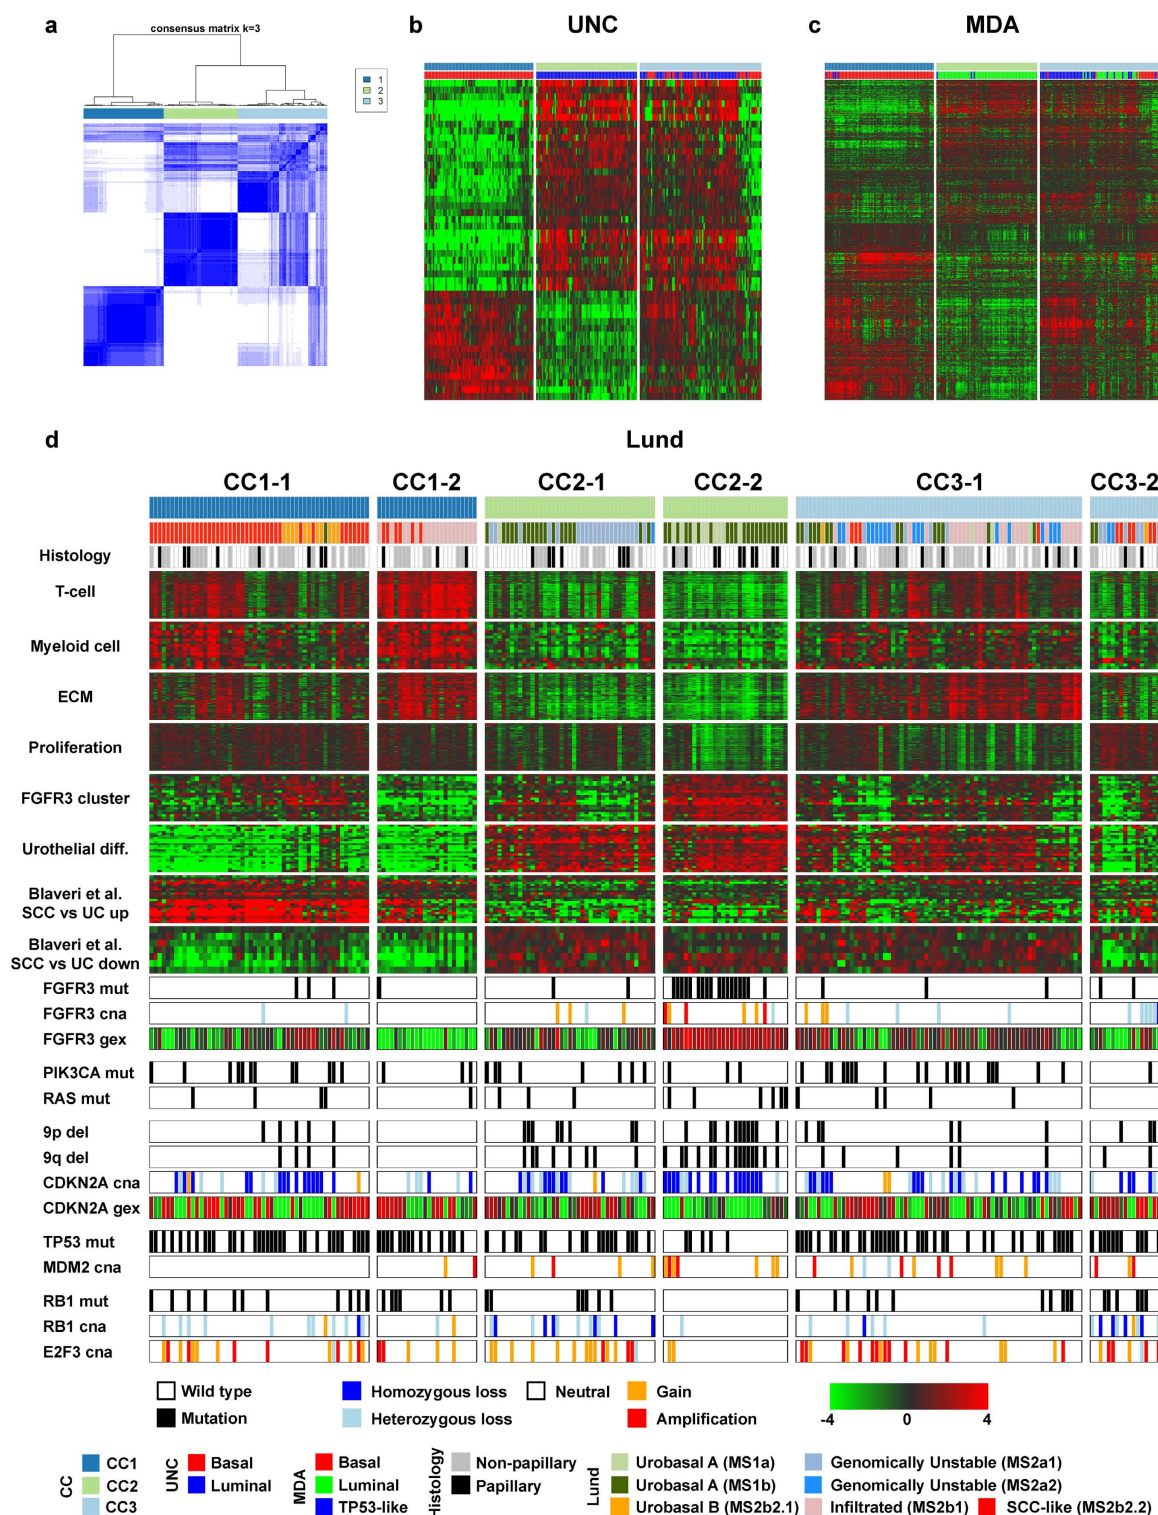 a
consensus matrix k=3
1
2
3
b
UNC
c
MDA
d
Lund
CC1-1
CC1-2
CC2-1
CC2-2
CC3-1
CC3-2
Histology
T-cell
Myeloid cell
ECM
Proliferation
FGFR3 cluster
Urothelial diff.
Blaveri et al.
SCC vs UC up
Blaveri et al.
SCC vs UC down
FGFR3 mut
FGFR3 cna
FGFR3 gex
PIK3CA mut
RAS mut
9p del
9q del
CDKN2A cna
CDKN2A gex
TP53 mut
MDM2 cna
RB1 mut
RB1 cna
E2F3 cna
Wild type
Mutation
Homozygous loss
Heterozygous loss
Neutral
Gain
Amplification
-4 0 4
CC
CC1
CC2
CC3
UNC
Basal
Luminal
MDA
Basal
Luminal
TP53-like
Histology
Non-papillary
Papillary
Lund
Urobasal A (MS1a)
Urobasal A (MS1b)
Urobasal B (MS2b2.1)
Genomically Unstable (MS2a1)
Genomically Unstable (MS2a2)
Infiltrated (MS2b1)
SCC-like (MS2b2.2)